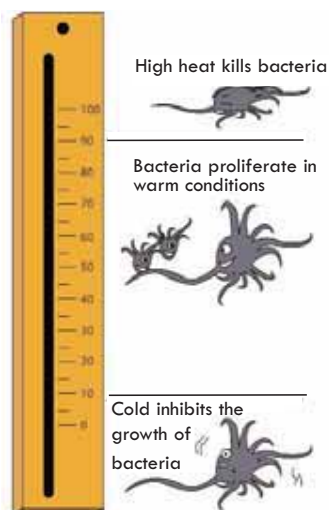 High heat kills bacteria
100
90
80
70
60
50
40
30
20
10
0
Bacteria proliferate in
warm conditions
Cold inhibits the
growth of
bacteria